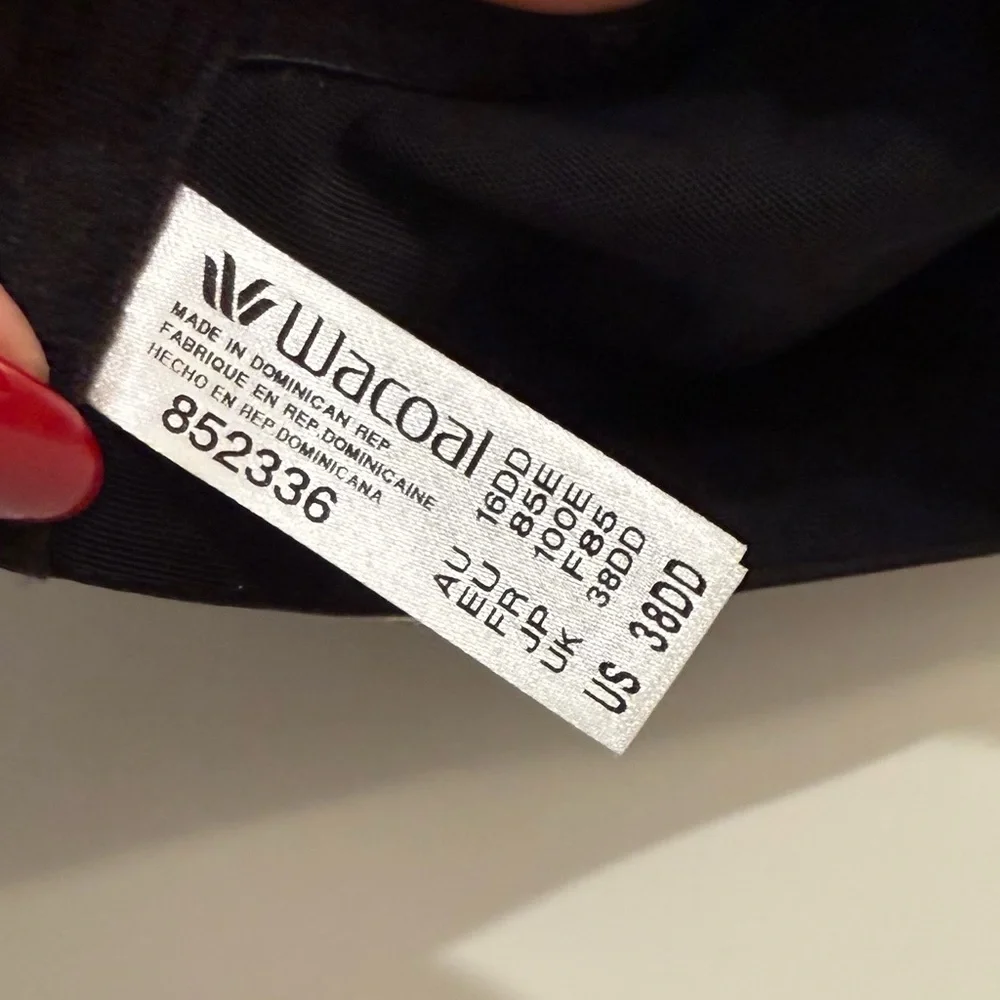 wacoal
MADE IN DOMINICAN REP
FABRIQUE EN REP.DOMINICAINE
HECHO EN REP.DOMINICANA
852336
AU 16DD
EU 85E
FR 100E
JP F85
UK 38DD
US 38DD